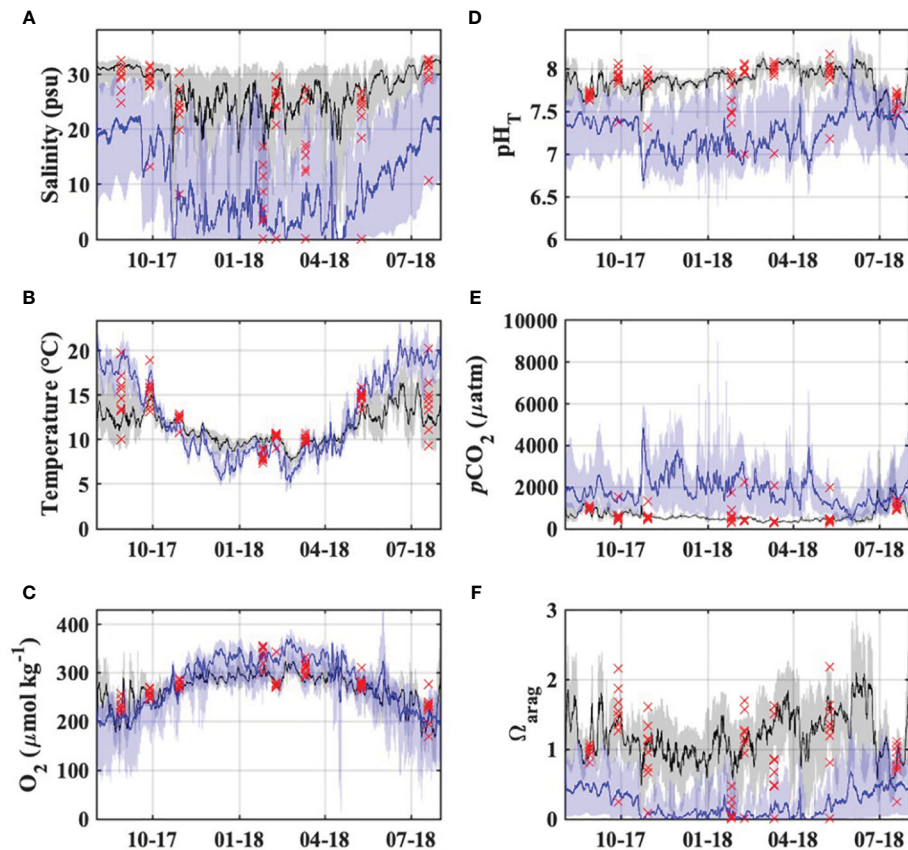 A
Salinity (psu)
30
20
10
0
10-17 01-18 04-18 07-18
B
Temperature (°C)
20
15
10
5
0
10-17 01-18 04-18 07-18
C
O2 (μmol kg-1)
400
300
200
100
0
10-17 01-18 04-18 07-18
D
pHT
8
7.5
7
6.5
6
10-17 01-18 04-18 07-18
E
pCO2 (μatm)
10000
8000
6000
4000
2000
0
10-17 01-18 04-18 07-18
F
Ωarag
3
2
1
0
10-17 01-18 04-18 07-18